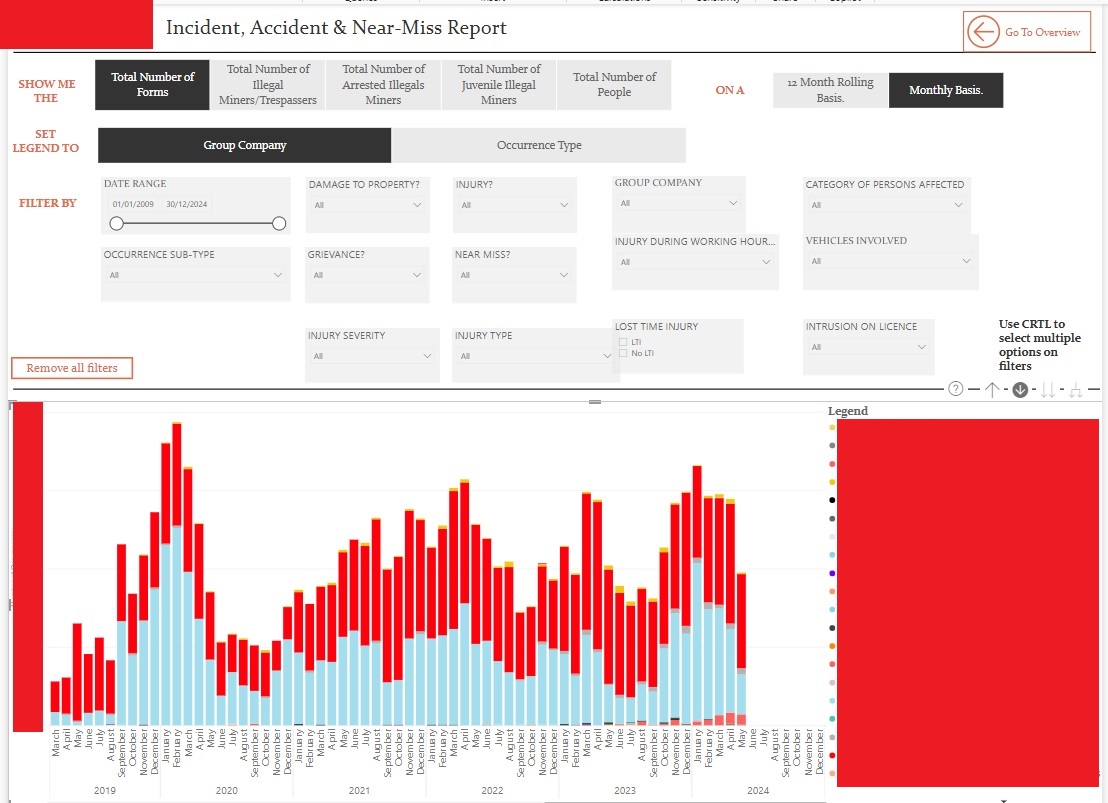 Incident, Accident & Near-Miss Report
Go To Overview
SHOW ME
THE
Total Number of
Forms
Total Number of
Illegal
Miners/Trespassers
Total Number of
Arrested Illegals
Miners
Total Number of
Juvenile Illegal
Miners
Total Number of
People
ON A
12 Month Rolling
Basis.
Monthly Basis.
SET
LEGEND TO
Group Company
Occurrence Type
FILTER BY
DATE RANGE
01/01/2009 30/12/2024
DAMAGE TO PROPERTY?
All
INJURY?
All
GROUP COMPANY
All
CATEGORY OF PERSONS AFFECTED
All
OCCURRENCE SUB-TYPE
All
GRIEVANCE?
All
NEAR MISS?
All
INJURY DURING WORKING HOUR...
All
VEHICLES INVOLVED
All
INJURY SEVERITY
All
INJURY TYPE
All
LOST TIME INJURY
LTI
No LTI
INTRUSION ON LICENCE
All
Use CRTL to
select multiple
options on
filters
Remove all filters
?
Legend
March
April
May
June
July
August
September
October
November
December
January
February
March
April
May
June
July
August
September
October
November
December
January
February
March
April
May
June
July
August
September
October
November
December
January
February
March
April
May
June
July
August
September
October
November
December
January
February
March
April
May
June
July
August
September
October
November
December
January
February
March
April
May
June
July
August
September
October
November
December
2019
2020
2021
2022
2023
2024